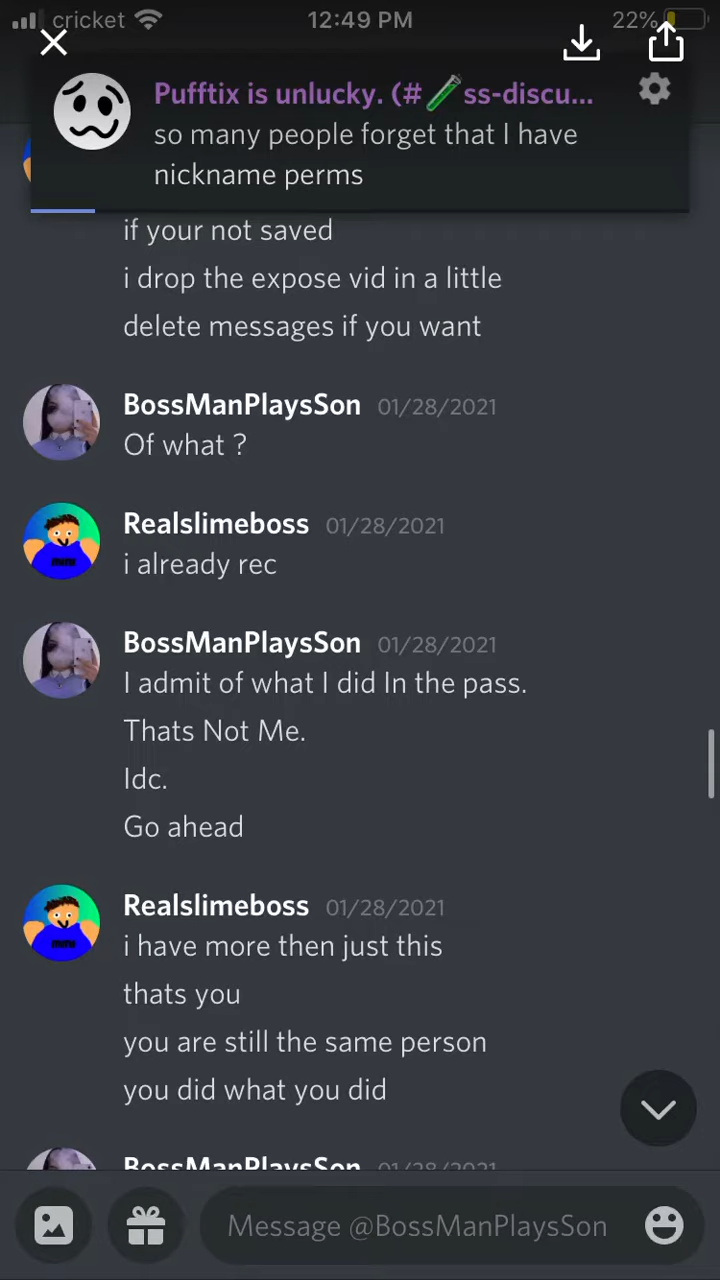 cricket
12:49 PM
22%
Pufftix is unlucky. (# ss-discu...
so many people forget that I have
nickname perms
if your not saved
i drop the expose vid in a little
delete messages if you want
BossManPlaysSon 01/28/2021
Of what ?
Realslimeboss 01/28/2021
i already rec
BossManPlaysSon 01/28/2021
I admit of what I did In the pass.
Thats Not Me.
Idc.
Go ahead
Realslimeboss 01/28/2021
i have more then just this
thats you
you are still the same person
you did what you did
BossManPlaysSon 01/28/2021
Message @BossManPlaysSon